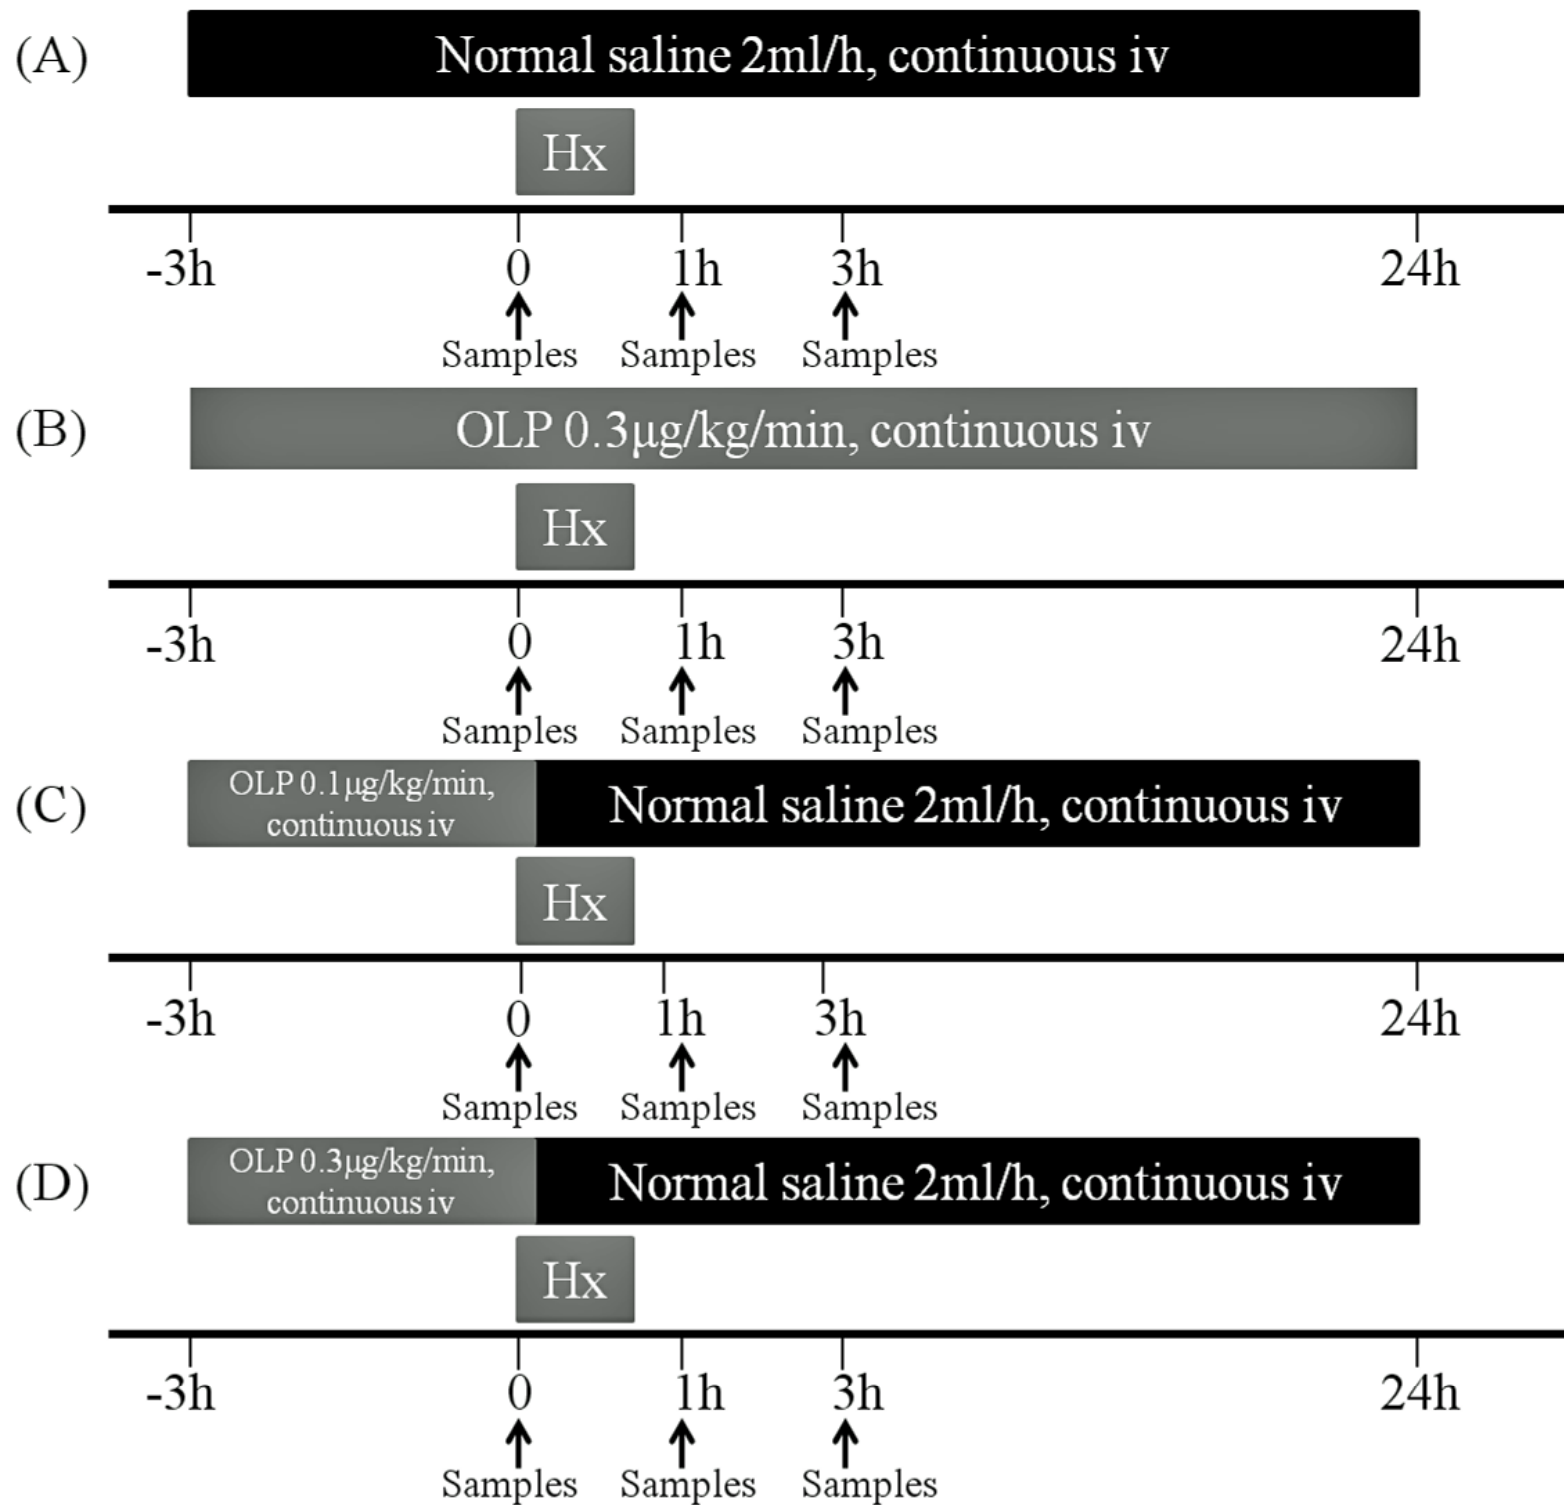 (A)
Normal saline 2ml/h, continuous iv
Hx
-3h 0 1h 3h 24h
Samples Samples Samples
(B)
OLP 0.3μg/kg/min, continuous iv
Hx
-3h 0 1h 3h 24h
Samples Samples Samples
(C)
OLP 0.1μg/kg/min,
continuous iv
Normal saline 2ml/h, continuous iv
Hx
-3h 0 1h 3h 24h
Samples Samples Samples
(D)
OLP 0.3μg/kg/min,
continuous iv
Normal saline 2ml/h, continuous iv
Hx
-3h 0 1h 3h 24h
Samples Samples Samples